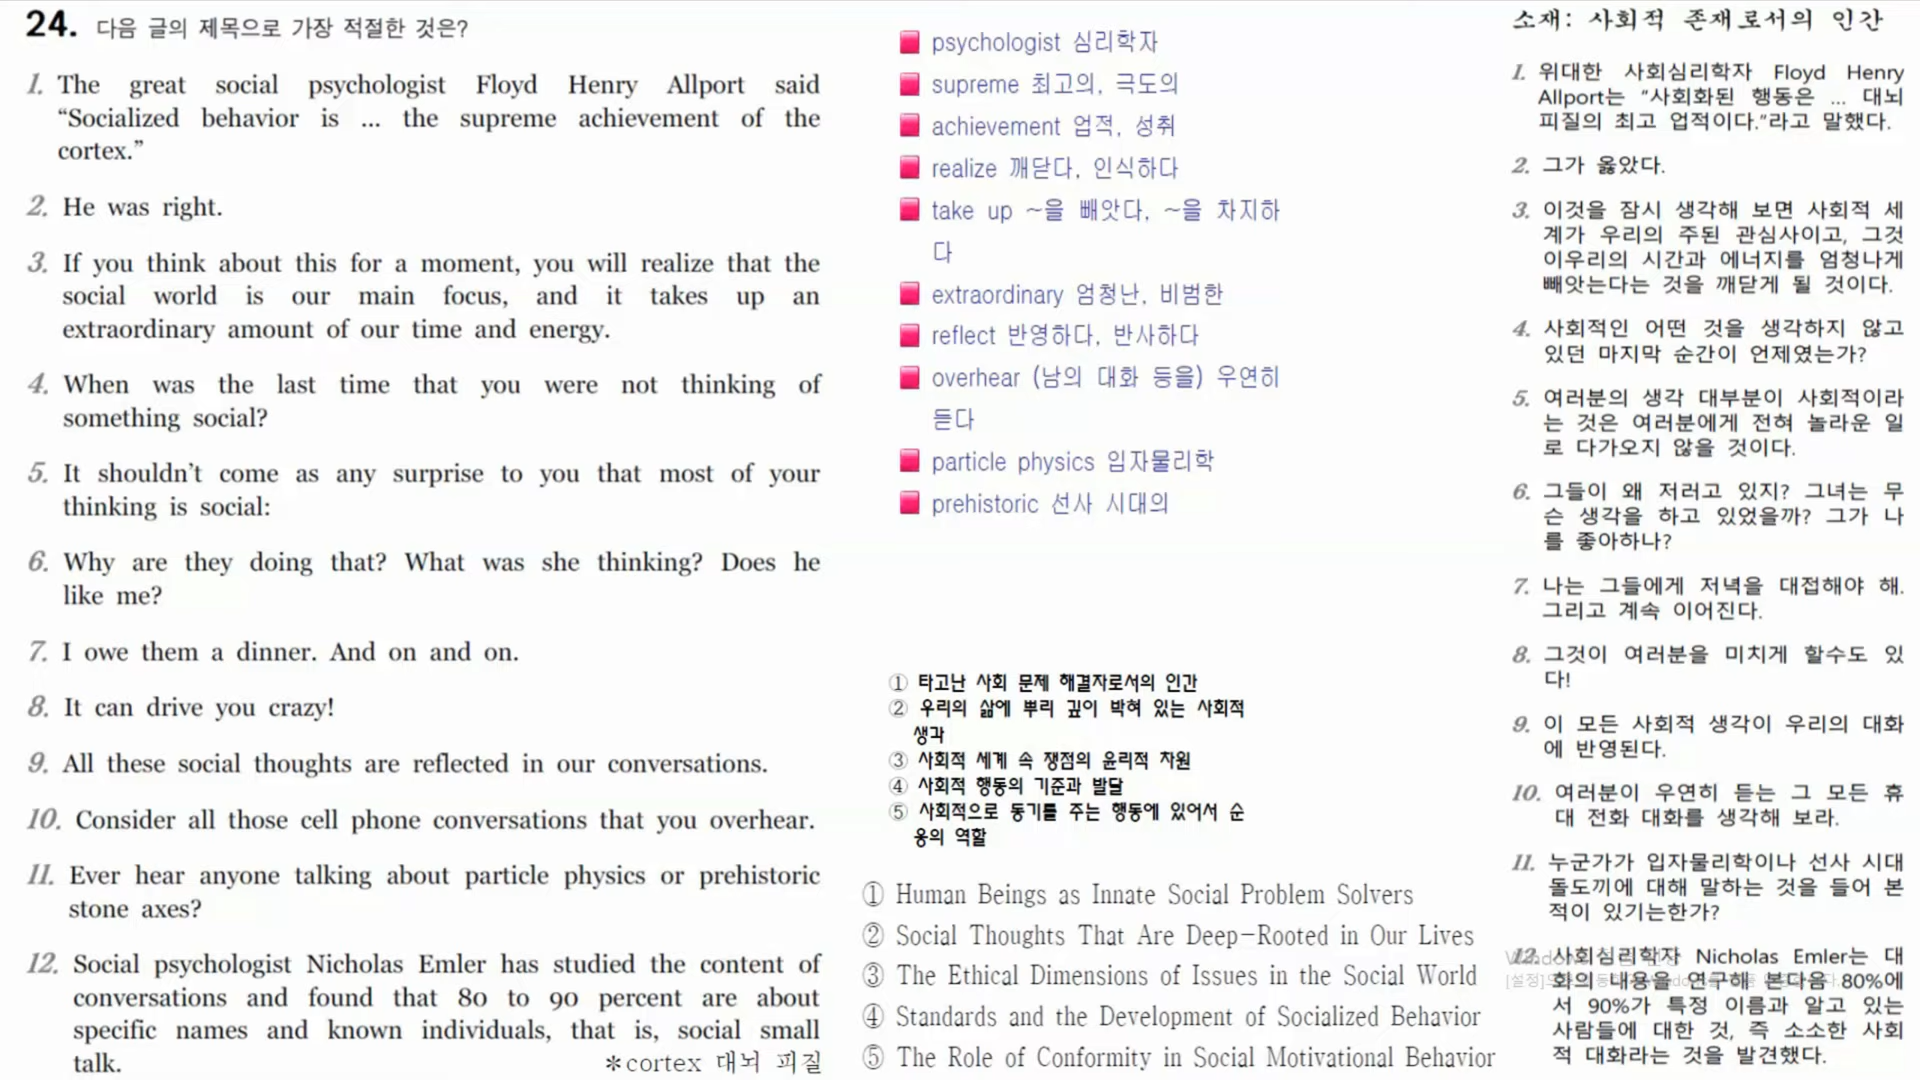 24. 다음 글의 제목으로 가장 적절한 것은?
1. The great social psychologist Floyd Henry Allport said
“Socialized behavior is ... the supreme achievement of the
cortex.”
2. He was right.
3. If you think about this for a moment, you will realize that the
social world is our main focus, and it takes up an
extraordinary amount of our time and energy.
4. When was the last time that you were not thinking of
something social?
5. It shouldn’t come as any surprise to you that most of your
thinking is social:
6. Why are they doing that? What was she thinking? Does he
like me?
7. I owe them a dinner. And on and on.
8. It can drive you crazy!
9. All these social thoughts are reflected in our conversations.
10. Consider all those cell phone conversations that you overhear.
11. Ever hear anyone talking about particle physics or prehistoric
stone axes?
12. Social psychologist Nicholas Emler has studied the content of
conversations and found that 80 to 90 percent are about
specific names and known individuals, that is, social small
talk.
*cortex 대뇌 피질
psychologist 심리학자
supreme 최고의, 극도의
achievement 업적, 성취
realize 깨닫다, 인식하다
take up ~을 빼앗다, ~을 차지하
다
extraordinary 엄청난, 비범한
reflect 반영하다, 반사하다
overhear (남의 대화 등을) 우연히
듣다
particle physics 입자물리학
prehistoric 선사 시대의
① 타고난 사회 문제 해결자로서의 인간
② 우리의 삶에 뿌리 깊이 박혀 있는 사회적
생각
③ 사회적 세계 속 쟁점의 윤리적 차원
④ 사회적 행동의 기준과 발달
⑤ 사회적으로 동기를 주는 행동에 있어서 순
응의 역할
① Human Beings as Innate Social Problem Solvers
② Social Thoughts That Are Deep-Rooted in Our Lives
③ The Ethical Dimensions of Issues in the Social World
④ Standards and the Development of Socialized Behavior
⑤ The Role of Conformity in Social Motivational Behavior
소재: 사회적 존재로서의 인간
1. 위대한 사회심리학자 Floyd Henry
Allport는 “사회화된 행동은 ... 대뇌
피질의 최고 업적이다.”라고 말했다.
2. 그가 옳았다.
3. 이것을 잠시 생각해 보면 사회적 세
계가 우리의 주된 관심사이고, 그것
이우리의 시간과 에너지를 엄청나게
빼앗는다는 것을 깨닫게 될 것이다.
4. 사회적인 어떤 것을 생각하지 않고
있던 마지막 순간이 언제였는가?
5. 여러분의 생각 대부분이 사회적이라
는 것은 여러분에게 전혀 놀라운 일
로 다가오지 않을 것이다.
6. 그들이 왜 저러고 있지? 그녀는 무
슨 생각을 하고 있었을까? 그가 나
를 좋아하나?
7. 나는 그들에게 저녁을 대접해야 해.
그리고 계속 이어진다.
8. 그것이 여러분을 미치게 할수도 있
다!
9. 이 모든 사회적 생각이 우리의 대화
에 반영된다.
10. 여러분이 우연히 듣는 그 모든 휴
대 전화 대화를 생각해 보라.
11. 누군가가 입자물리학이나 선사 시대
돌도끼에 대해 말하는 것을 들어 본
적이 있기는한가?
12. 사회심리학자 Nicholas Emler는 대
화의 내용을 연구해 본다음 80%에
서 90%가 특정 이름과 알고 있는
사람들에 대한 것, 즉 소소한 사회
적 대화라는 것을 발견했다.